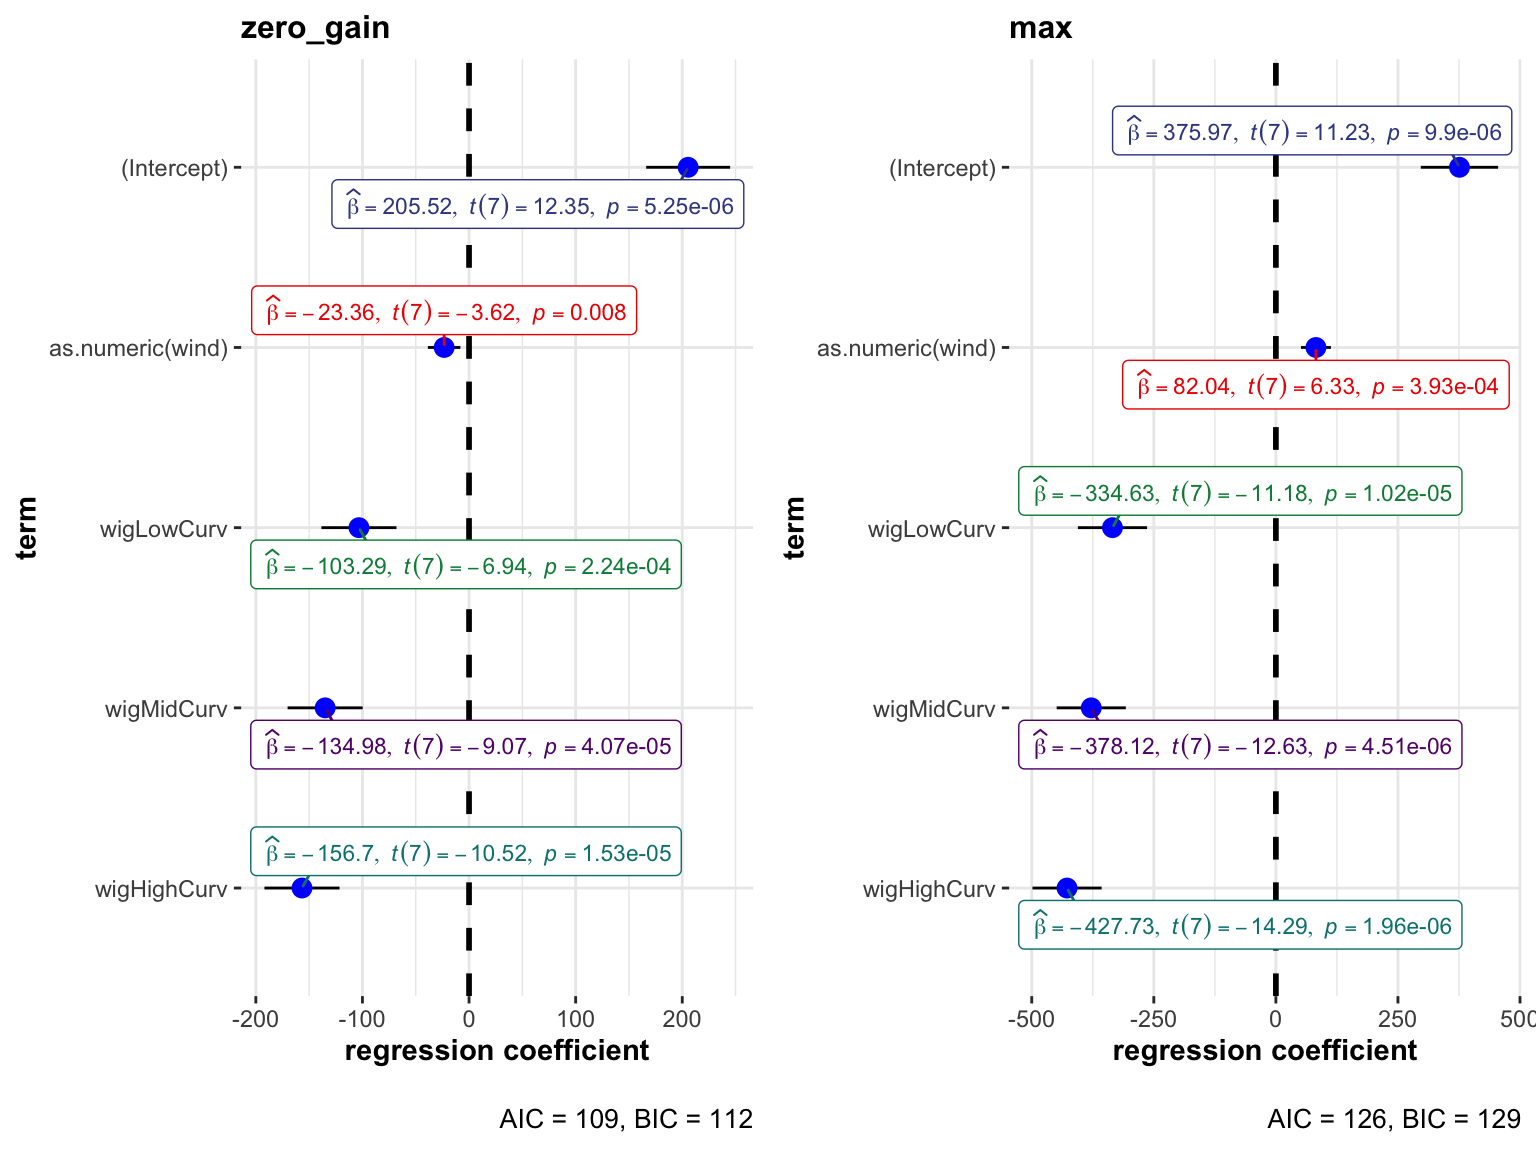 zero_gain
(Intercept)
β̂ = 205.52, t(7) = 12.35, p = 5.25e-06
β̂ = −23.36, t(7) = −3.62, p = 0.008
as.numeric(wind)
wigLowCurv
β̂ = −103.29, t(7) = −6.94, p = 2.24e-04
wigMidCurv
β̂ = −134.98, t(7) = −9.07, p = 4.07e-05
β̂ = −156.7, t(7) = −10.52, p = 1.53e-05
wigHighCurv
term
-200 -100 0 100 200
regression coefficient
AIC = 109, BIC = 112
max
β̂ = 375.97, t(7) = 11.23, p = 9.9e-06
(Intercept)
as.numeric(wind)
β̂ = 82.04, t(7) = 6.33, p = 3.93e-04
β̂ = −334.63, t(7) = −11.18, p = 1.02e-05
wigLowCurv
wigMidCurv
β̂ = −378.12, t(7) = −12.63, p = 4.51e-06
wigHighCurv
β̂ = −427.73, t(7) = −14.29, p = 1.96e-06
term
-500 -250 0 250 500
regression coefficient
AIC = 126, BIC = 129